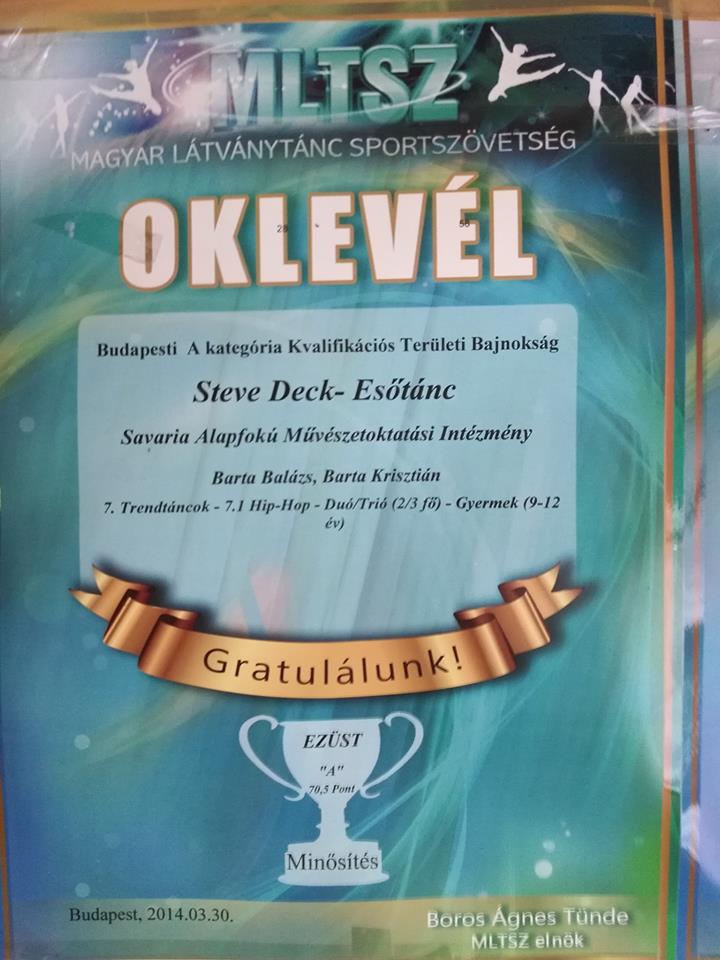 MLTSZ
MAGYAR LÁTVÁNYTÁNC SPORTSZÖVETSÉG
OKLEVÉL
28
56
Budapesti A kategória Kvalifikációs Területi Bajnokság
Steve Deck- Esőtánc
Savaria Alapfokú Művészetoktatási Intézmény
Barta Balázs, Barta Krisztián
7. Trendtáncok - 7.1 Hip-Hop - Duó/Trió (2/3 fő) - Gyermek (9-12
év)
Gratulálunk!
EZÜST
"A"
70,5 Pont
Minősítés
Budapest, 2014.03.30.
Boros Ágnes Tünde
MLTSZ elnök